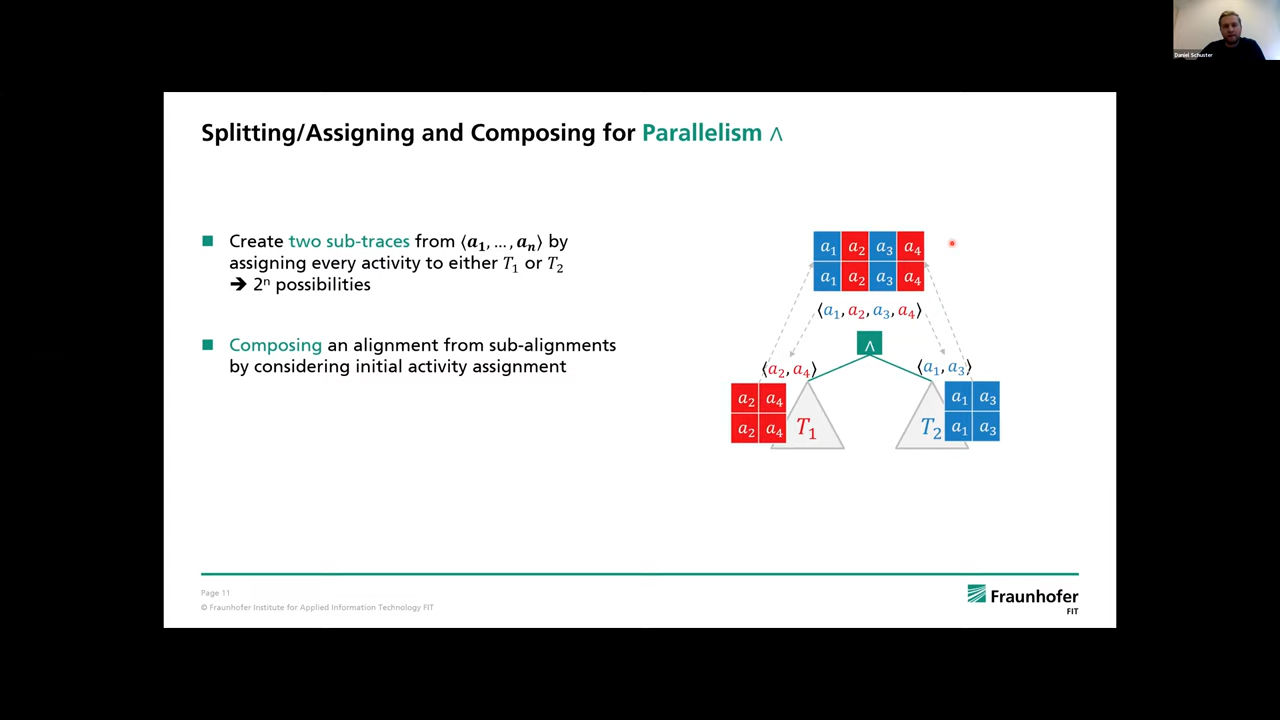 Daniel Schuster
Splitting/Assigning and Composing for Parallelism ∧
■ Create two sub-traces from ⟨a₁, …, aₙ⟩ by
assigning every activity to either T₁ or T₂
➔ 2ⁿ possibilities
■ Composing an alignment from sub-alignments
by considering initial activity assignment
a₁ a₂ a₃ a₄
a₁ a₂ a₃ a₄
⟨a₁, a₂, a₃, a₄⟩
∧
⟨a₂, a₄⟩
⟨a₁, a₃⟩
a₂ a₄
a₂ a₄
T₁
T₂
a₁ a₃
a₁ a₃
Page 11
© Fraunhofer Institute for Applied Information Technology FIT
Fraunhofer
FIT